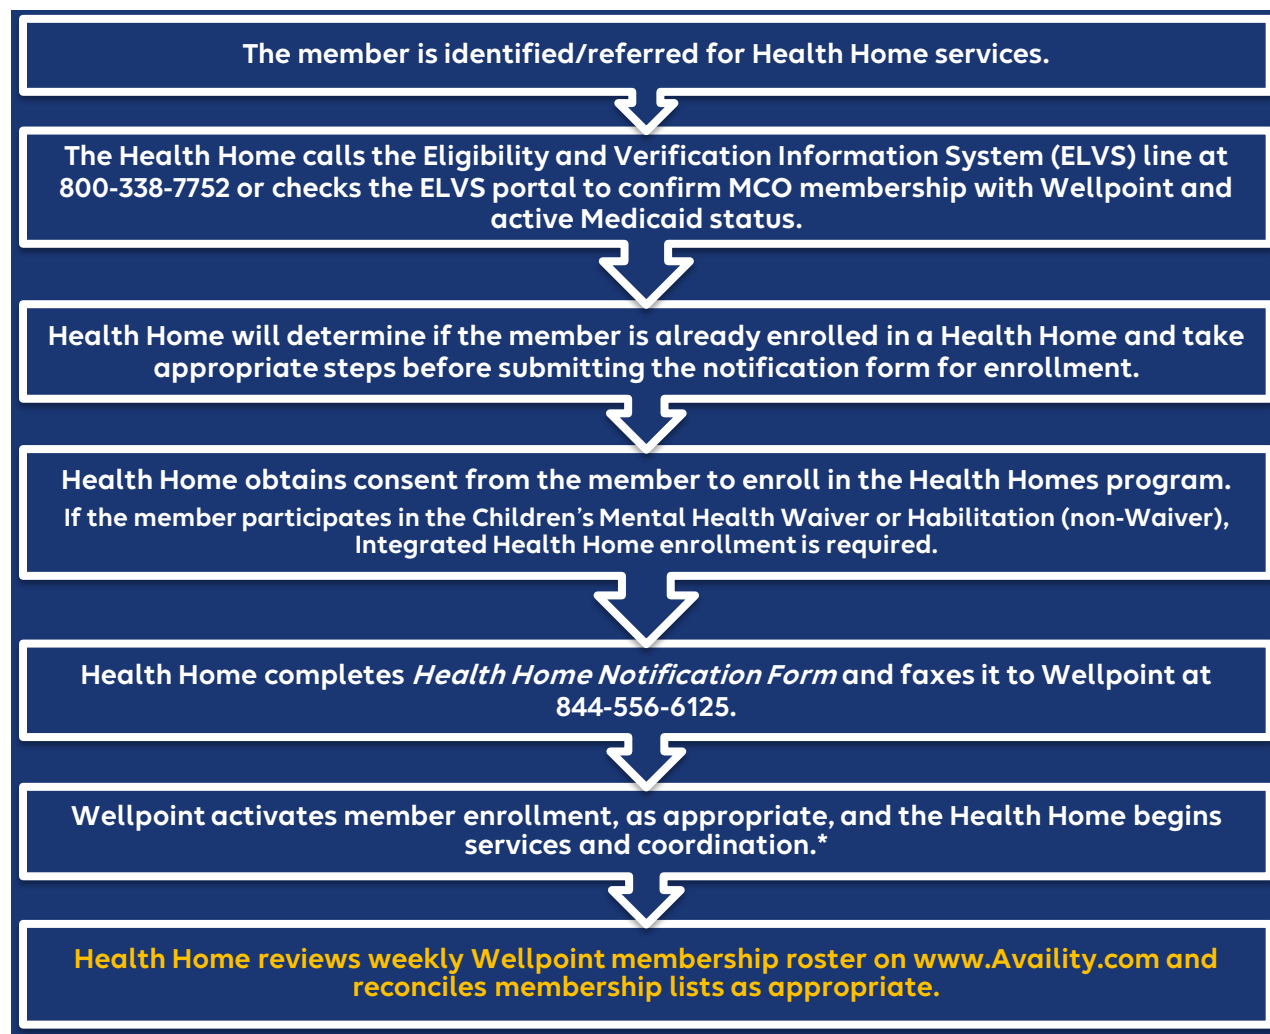 The member is identified/referred for Health Home services.
The Health Home calls the Eligibility and Verification Information System (ELVS) line at
800-338-7752 or checks the ELVS portal to confirm MCO membership with Wellpoint and
active Medicaid status.
Health Home will determine if the member is already enrolled in a Health Home and take
appropriate steps before submitting the notification form for enrollment.
Health Home obtains consent from the member to enroll in the Health Homes program.
If the member participates in the Children’s Mental Health Waiver or Habilitation (non-Waiver),
Integrated Health Home enrollment is required.
Health Home completes Health Home Notification Form and faxes it to Wellpoint at
844-556-6125.
Wellpoint activates member enrollment, as appropriate, and the Health Home begins
services and coordination.*
Health Home reviews weekly Wellpoint membership roster on www.Availity.com and
reconciles membership lists as appropriate.